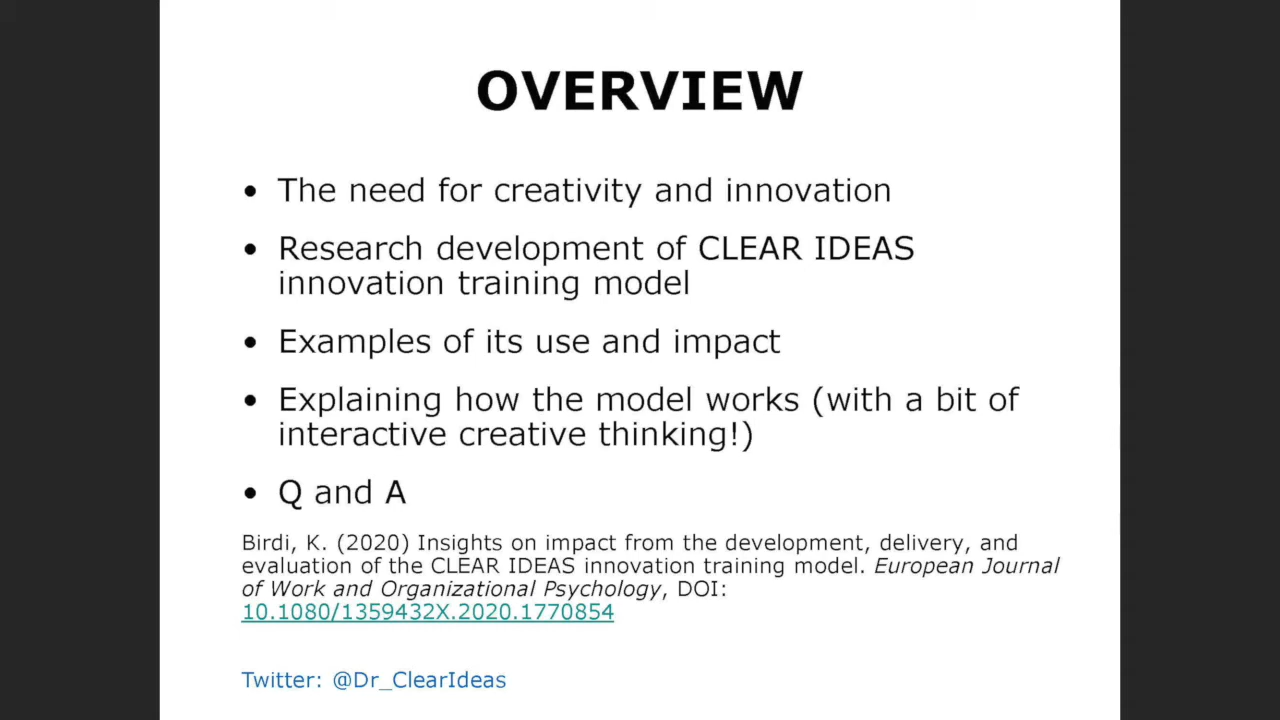 OVERVIEW
• The need for creativity and innovation
• Research development of CLEAR IDEAS
innovation training model
• Examples of its use and impact
• Explaining how the model works (with a bit of
interactive creative thinking!)
• Q and A
Birdi, K. (2020) Insights on impact from the development, delivery, and
evaluation of the CLEAR IDEAS innovation training model. European Journal
of Work and Organizational Psychology, DOI:
10.1080/1359432X.2020.1770854
Twitter: @Dr_ClearIdeas